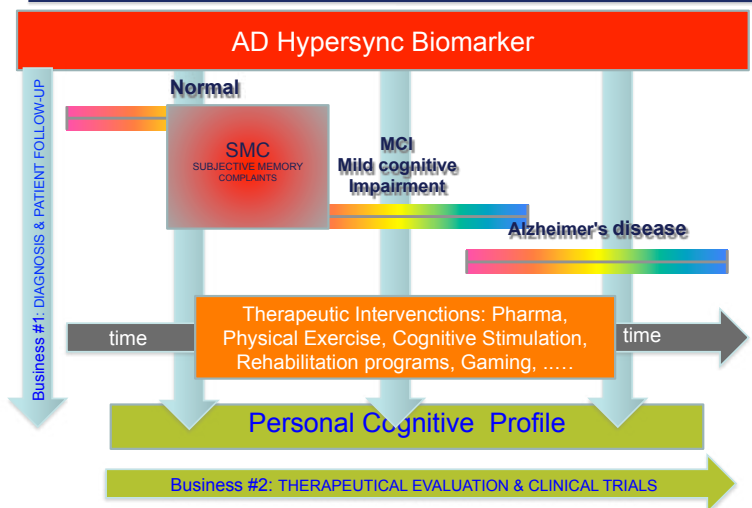 AD Hypersync Biomarker
Business #1: DIAGNOSIS & PATIENT FOLLOW-UP
Normal
SMC
SUBJECTIVE MEMORY
COMPLAINTS
MCI
Mild cognitive
Impairment
Alzheimer's disease
time
Therapeutic Intervenctions: Pharma,
Physical Exercise, Cognitive Stimulation,
Rehabilitation programs, Gaming, ..…
time
Personal Cognitive Profile
Business #2: THERAPEUTICAL EVALUATION & CLINICAL TRIALS